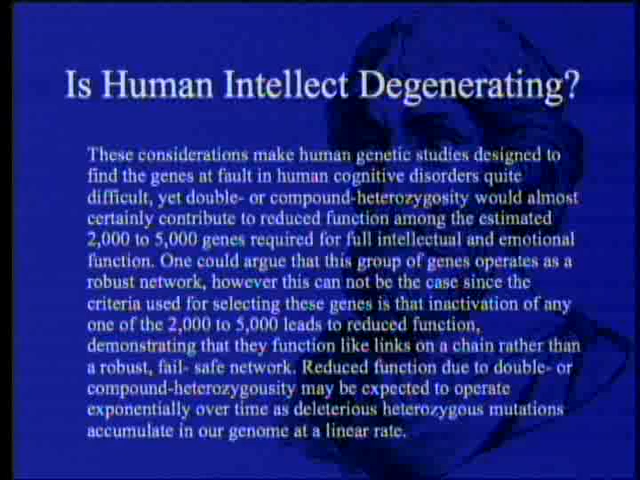 Is Human Intellect Degenerating?
These considerations make human genetic studies designed to
find the genes at fault in human cognitive disorders quite
difficult, yet double- or compound-heterozygosity would almost
certainly contribute to reduced function among the estimated
2,000 to 5,000 genes required for full intellectual and emotional
function. One could argue that this group of genes operates as a
robust network, however this can not be the case since the
criteria used for selecting these genes is that inactivation of any
one of the 2,000 to 5,000 leads to reduced function,
demonstrating that they function like links on a chain rather than
a robust, fail- safe network. Reduced function due to double- or
compound-heterozygousity may be expected to operate
exponentially over time as deleterious heterozygous mutations
accumulate in our genome at a linear rate.